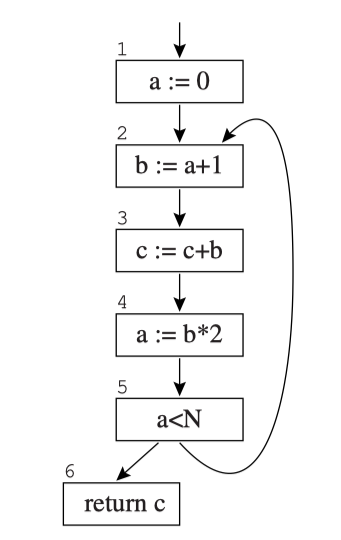 1
a := 0
2
b := a+1
3
c := c+b
4
a := b*2
5
a<N
6
return c